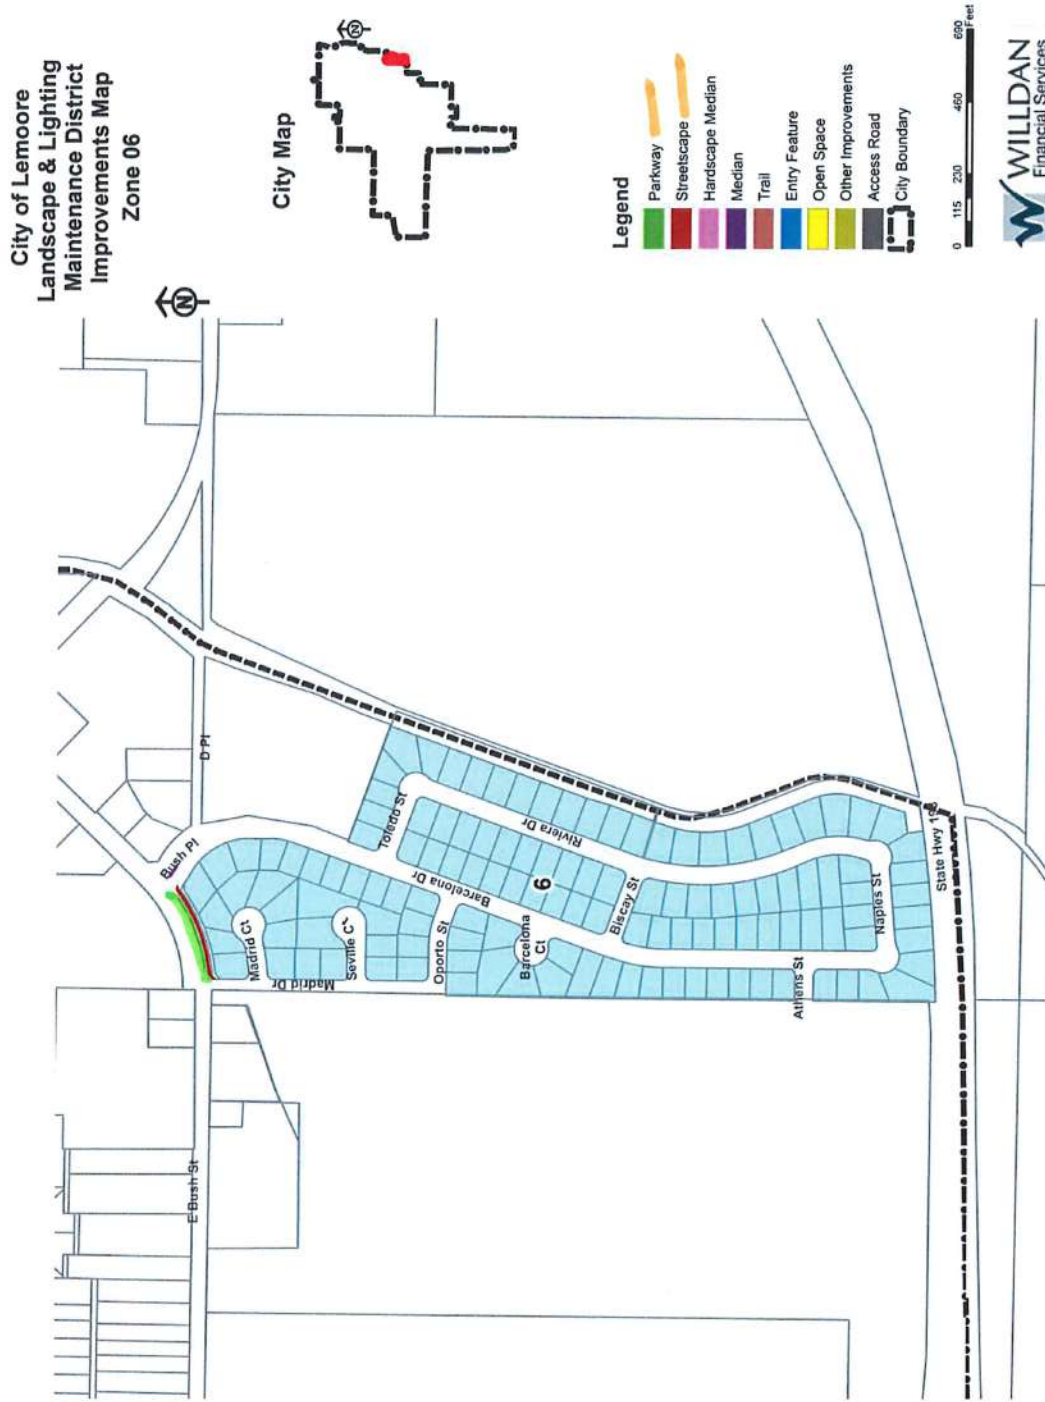 City of Lemoore
Landscape & Lighting
Maintenance District
Improvements Map
Zone 06
N
City Map
N
Legend
Parkway
Streetscape
Hardscape Median
Median
Trail
Entry Feature
Open Space
Other Improvements
Access Road
City Boundary
0 115 230 460 690
Feet
WILLDAN
Financial Services
E Bush St
Bush Pl
D Pl
Madrid Ct
Madrid Dr
Seville
Oporto St
Barcelona Dr
Toledo St
Riviera Dr
6
Barcelona
Ct
Biscay St
Athens St
Naples St
State Hwy